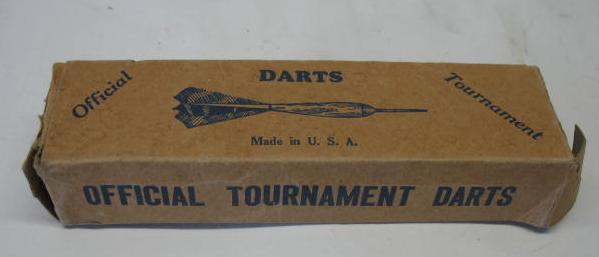 Official
DARTS
Tournament
Made in U. S. A.
OFFICIAL TOURNAMENT DARTS